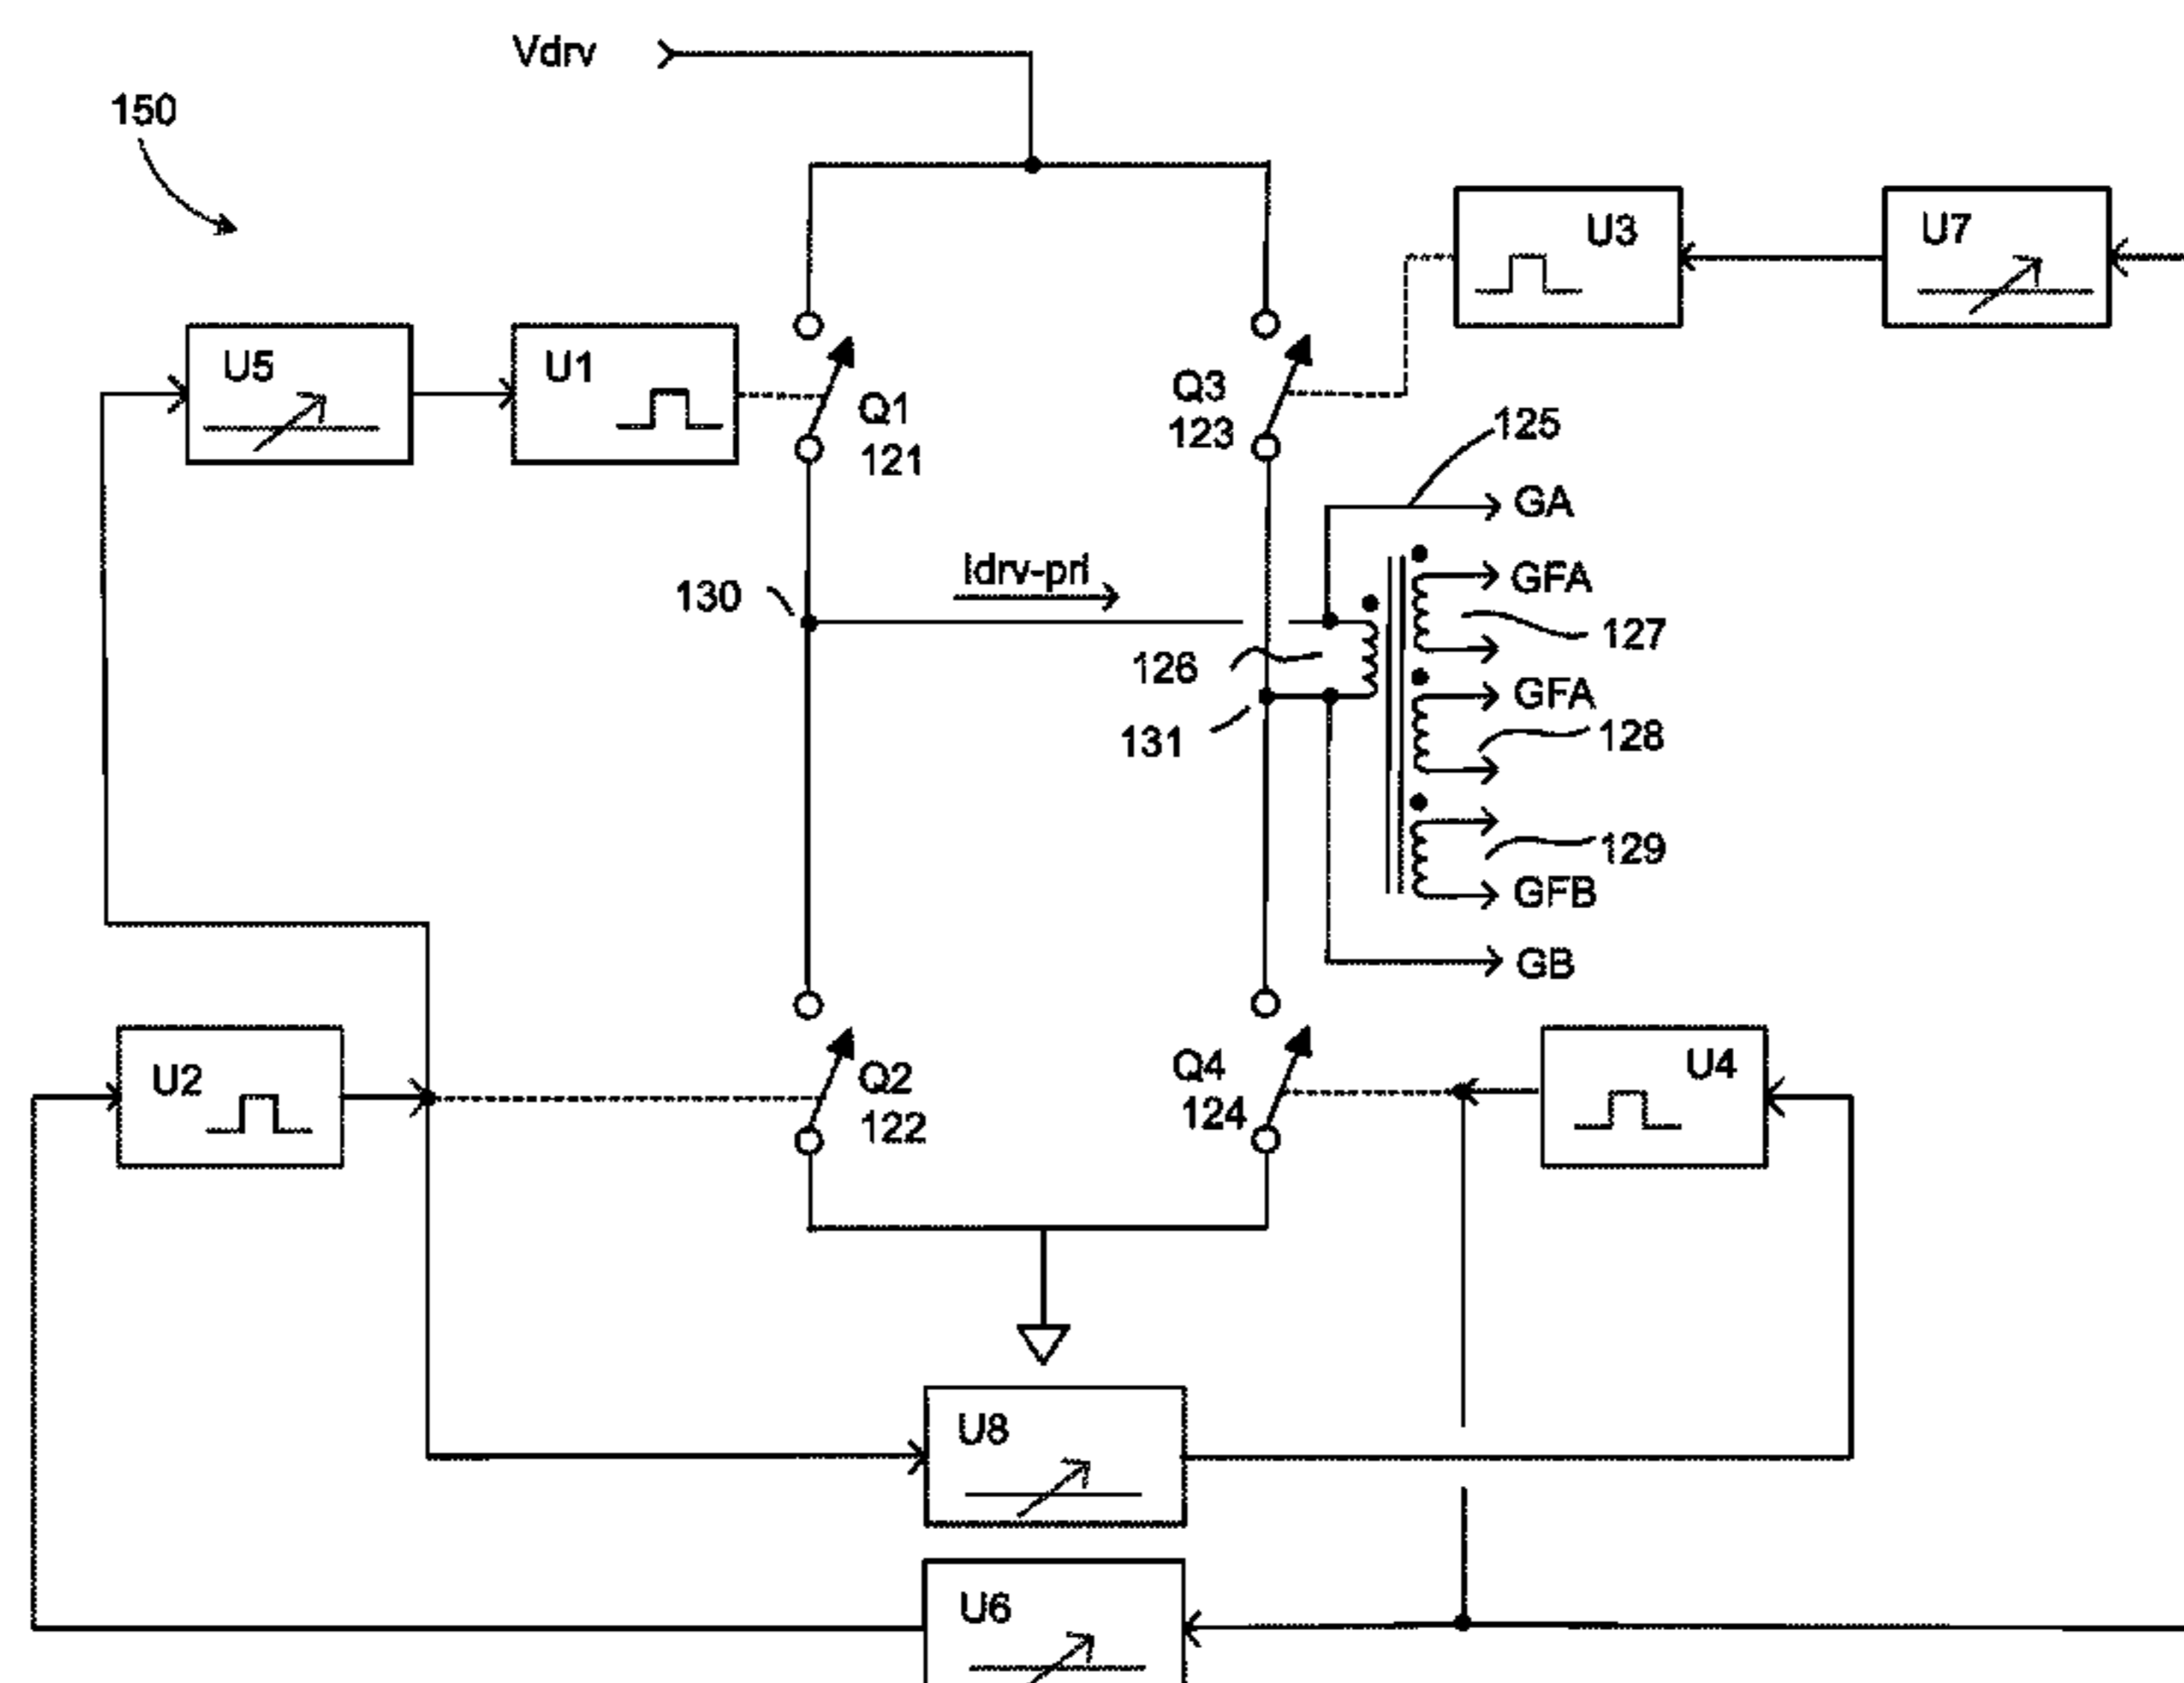 Vdrv
150
U3
U7
U5
U1
Q1
121
Q3
123
125
GA
Idrv-pri
GFA
130
127
126
GFA
131
128
129
GFB
GB
U2
Q2
122
Q4
124
U4
U8
U6